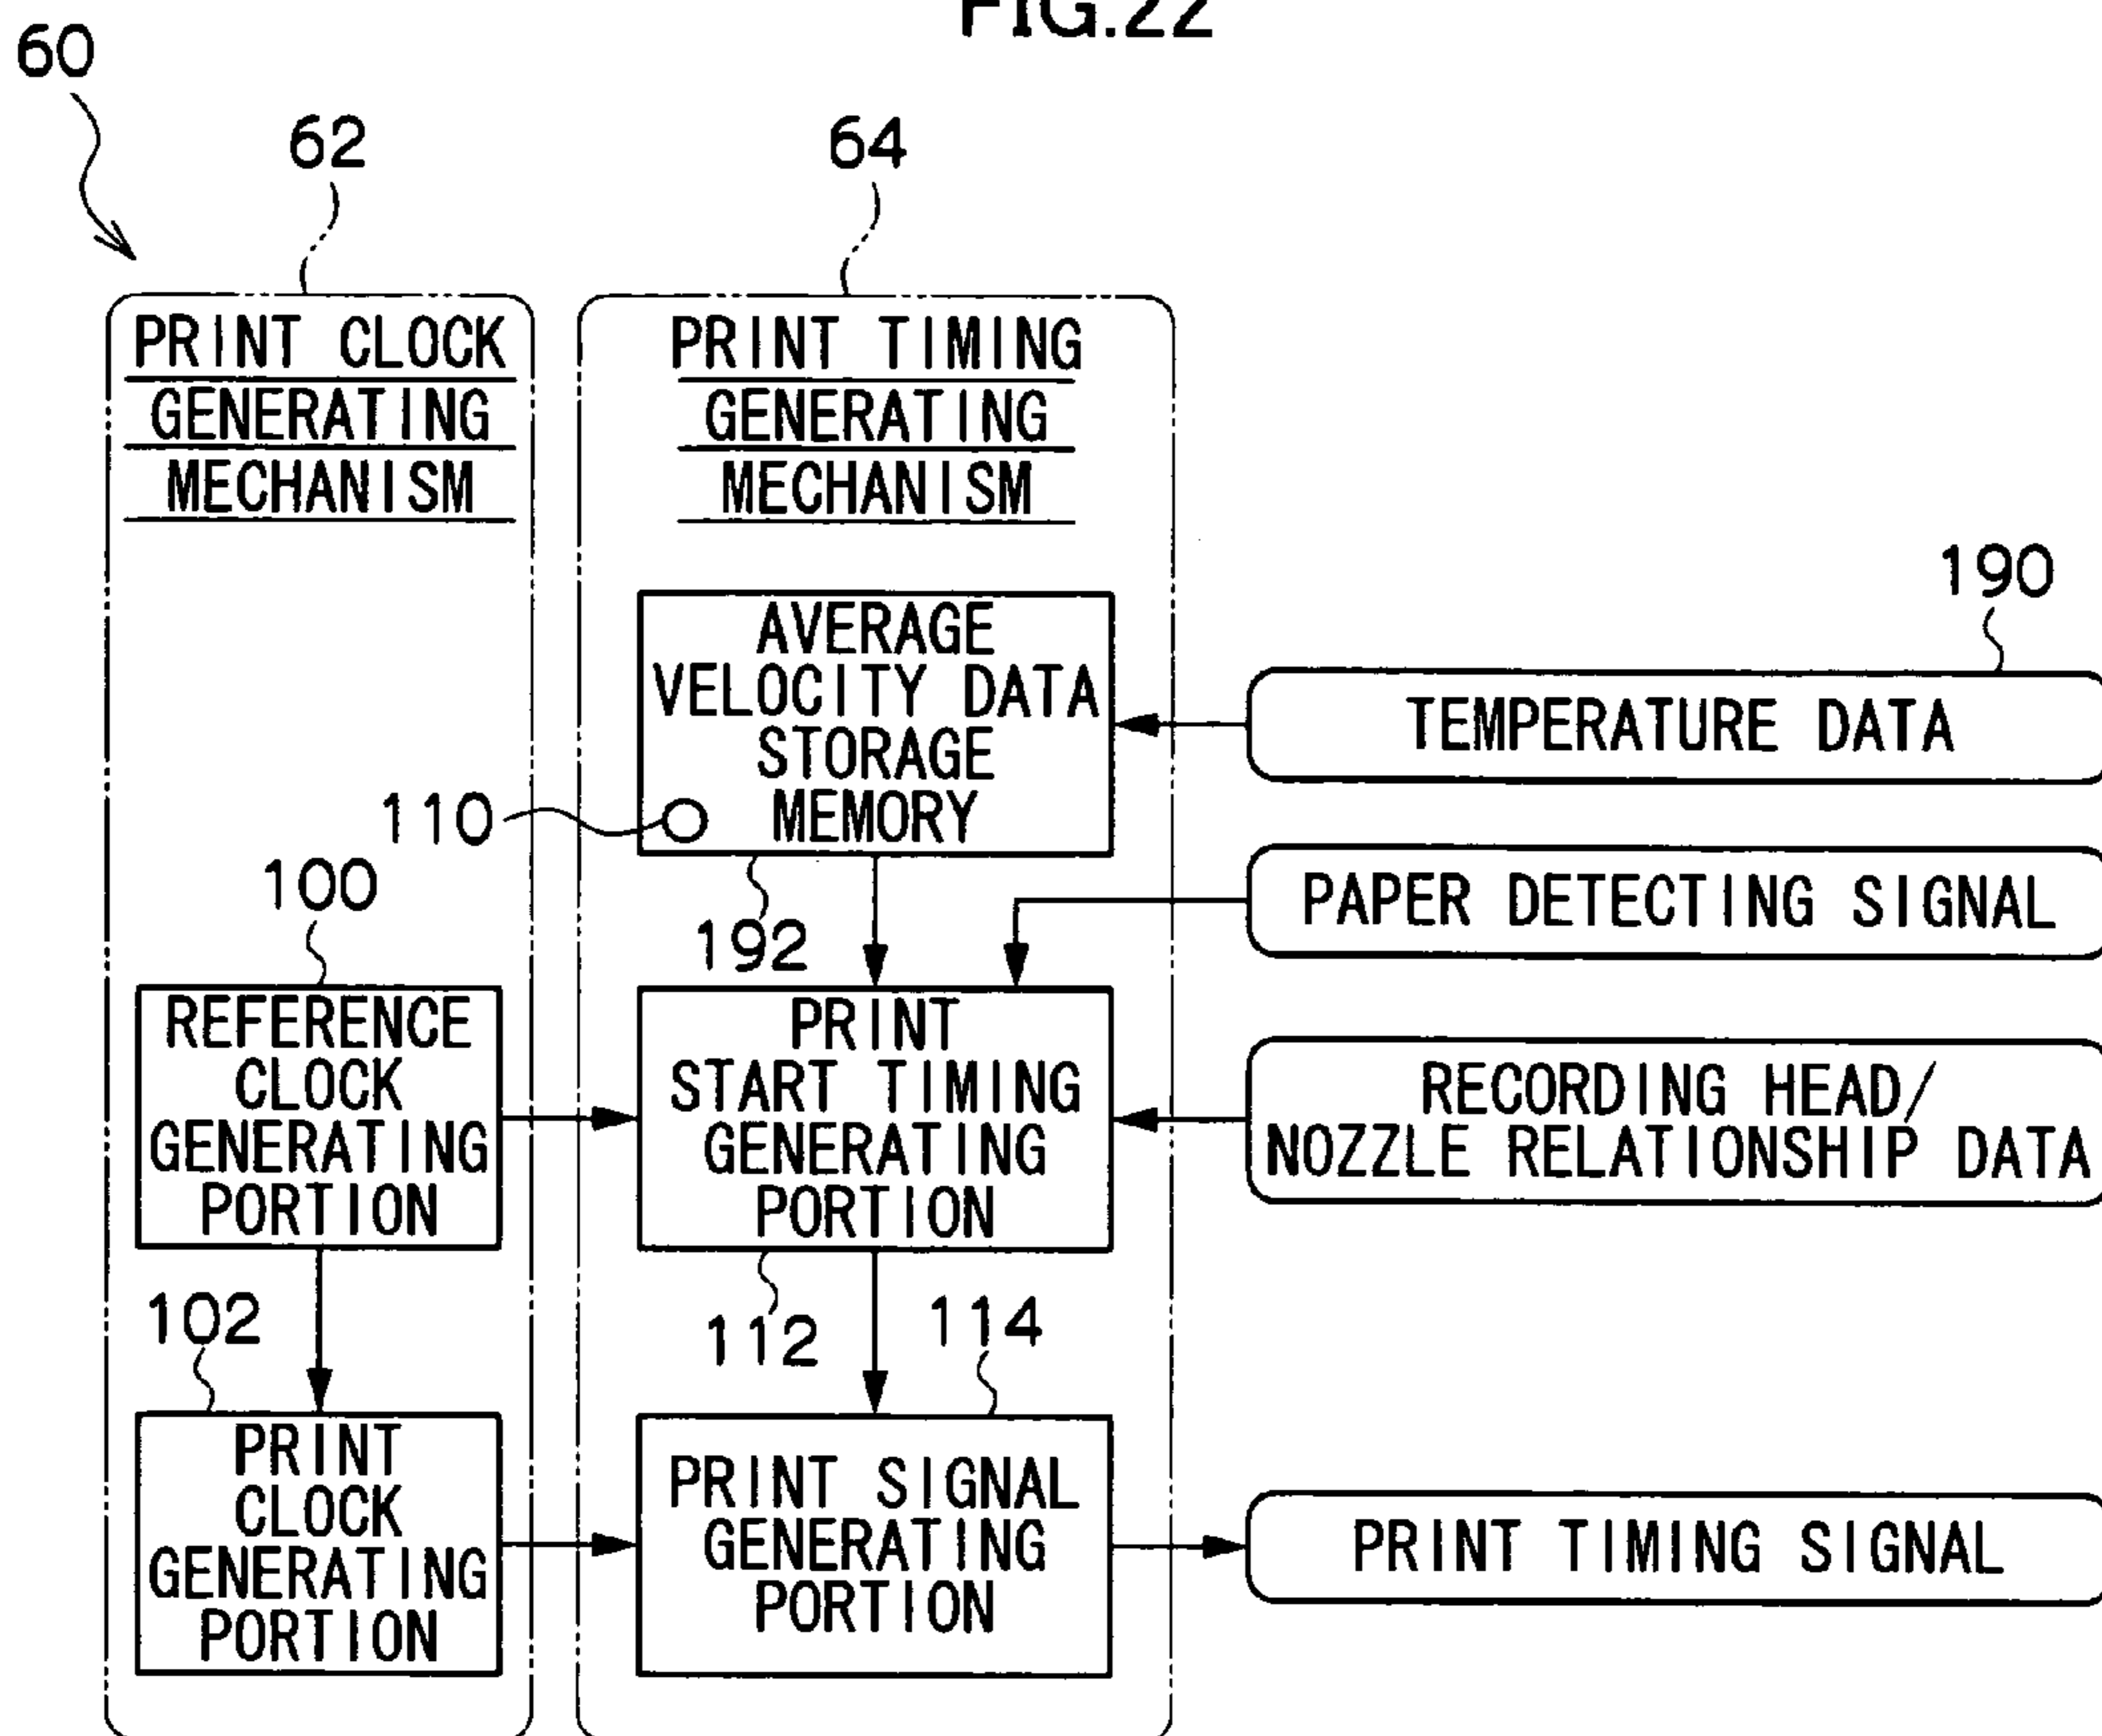 FIG.22
60
62
64
PRINT CLOCK
GENERATING
MECHANISM
PRINT TIMING
GENERATING
MECHANISM
190
AVERAGE
VELOCITY DATA
STORAGE
MEMORY
TEMPERATURE DATA
110
192
PAPER DETECTING SIGNAL
100
REFERENCE
CLOCK
GENERATING
PORTION
PRINT
START TIMING
GENERATING
PORTION
RECORDING HEAD/
NOZZLE RELATIONSHIP DATA
102
112
114
PRINT
CLOCK
GENERATING
PORTION
PRINT SIGNAL
GENERATING
PORTION
PRINT TIMING SIGNAL